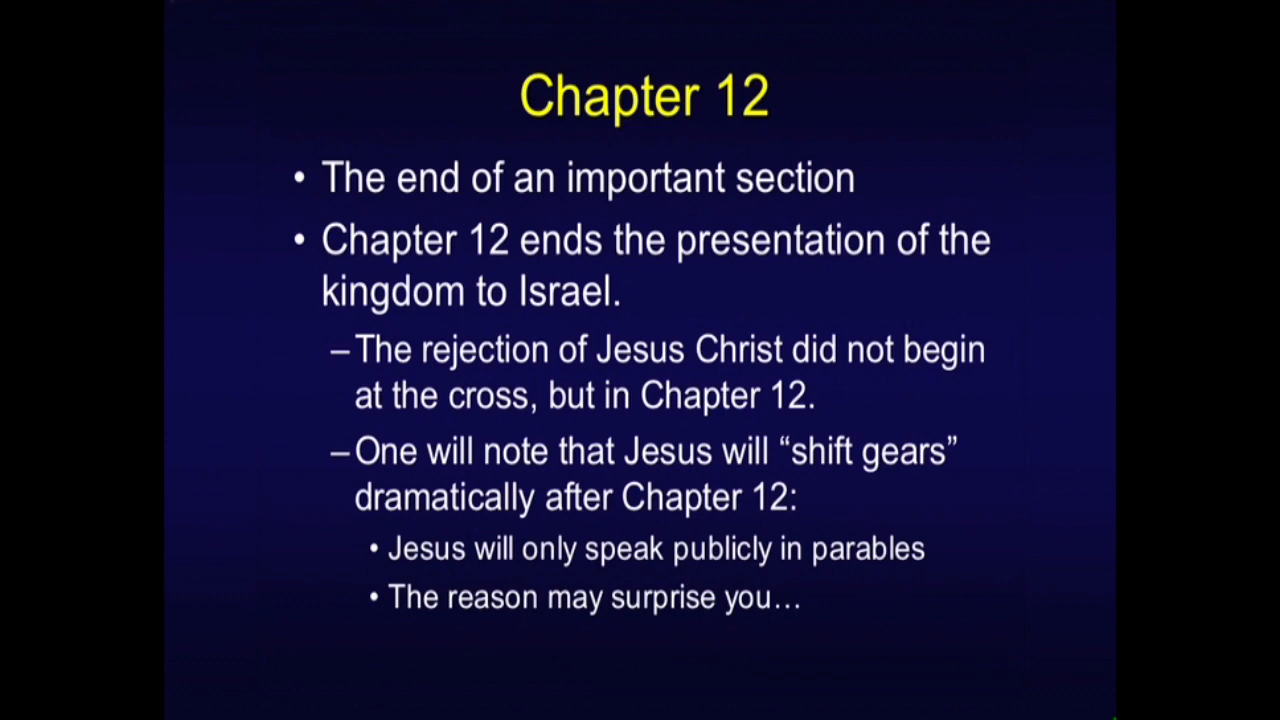 Chapter 12
• The end of an important section
• Chapter 12 ends the presentation of the
kingdom to Israel.
– The rejection of Jesus Christ did not begin
at the cross, but in Chapter 12.
– One will note that Jesus will “shift gears”
dramatically after Chapter 12:
• Jesus will only speak publicly in parables
• The reason may surprise you…